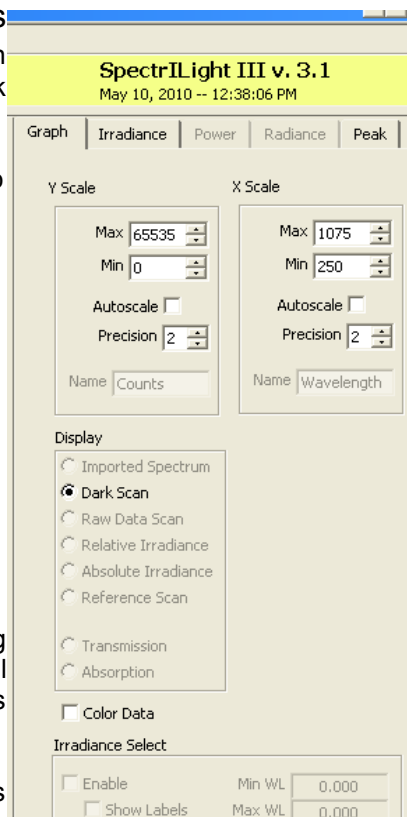 SpectrILight III v. 3.1
May 10, 2010 -- 12:38:06 PM
Graph Irradiance Power Radiance Peak
Y Scale X Scale
Max 65535 Max 1075
Min 0 Min 250
Autoscale Autoscale
Precision 2 Precision 2
Name Counts Name Wavelength
Display
Imported Spectrum
Dark Scan
Raw Data Scan
Relative Irradiance
Absolute Irradiance
Reference Scan
Transmission
Absorption
Color Data
Irradiance Select
Enable Min WL 0.000
Show Labels Max WL 0.000